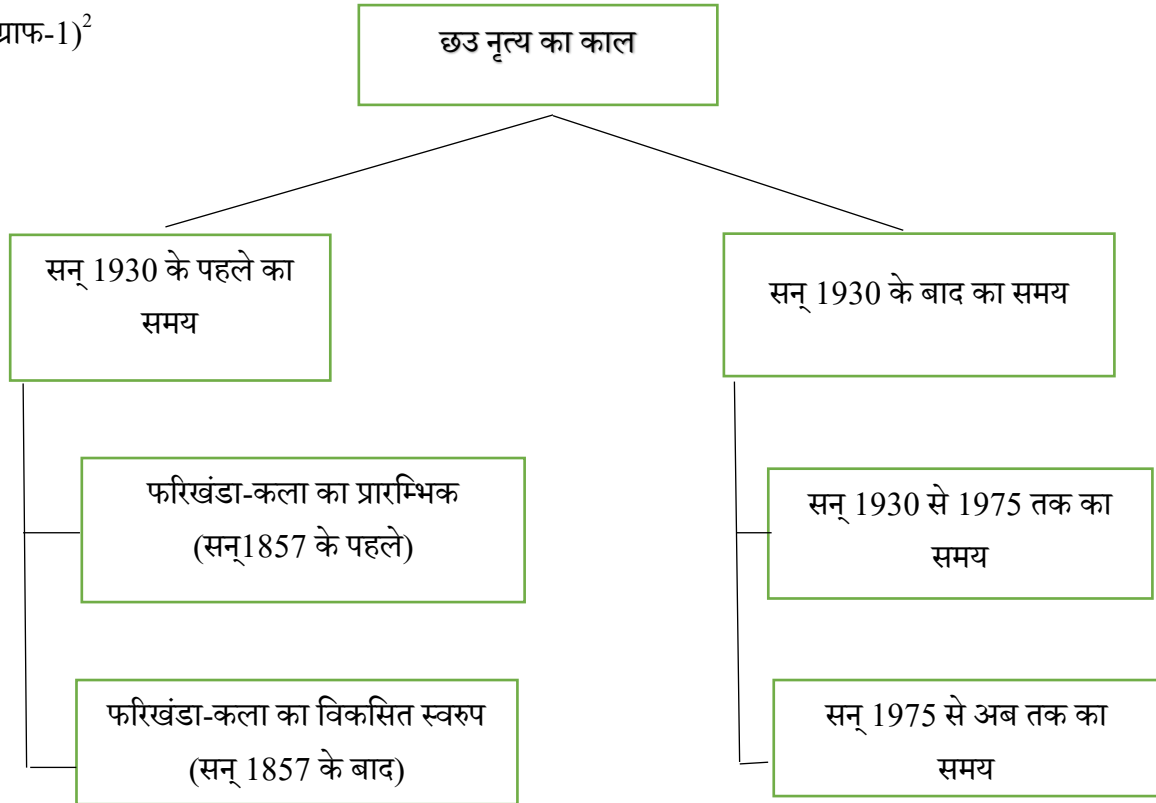 ग्राफ-1)²
छउ नृत्य का काल
सन् 1930 के पहले का
समय
सन् 1930 के बाद का समय
फरिखंडा-कला का प्रारम्भिक
(सन्1857 के पहले)
सन् 1930 से 1975 तक का
समय
फरिखंडा-कला का विकसित स्वरुप
(सन् 1857 के बाद)
सन् 1975 से अब तक का
समय